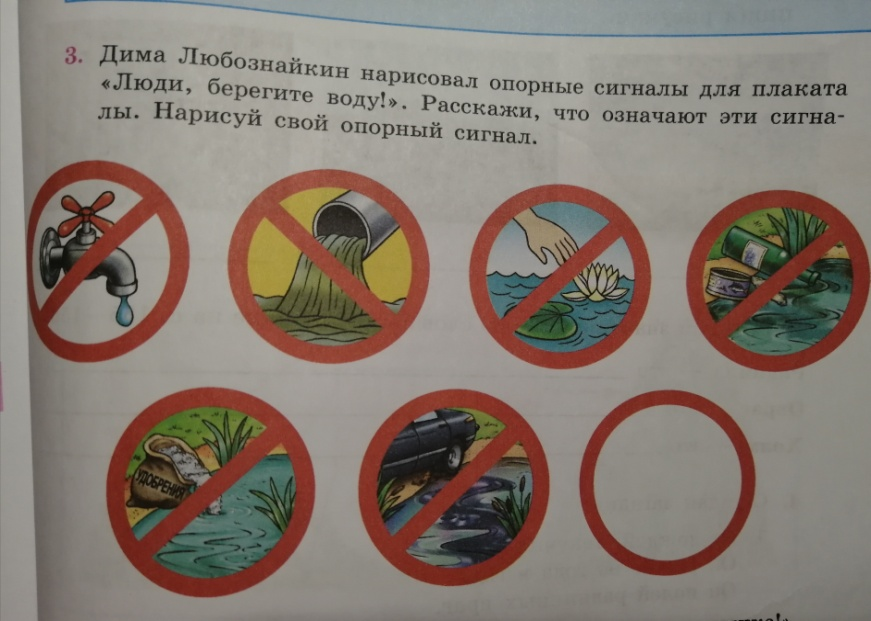 3. Дима Любознайкин нарисовал опорные сигналы для плаката
«Люди, берегите воду!». Расскажи, что означают эти сигна-
лы. Нарисуй свой опорный сигнал.
УДОБРЕНИЯ